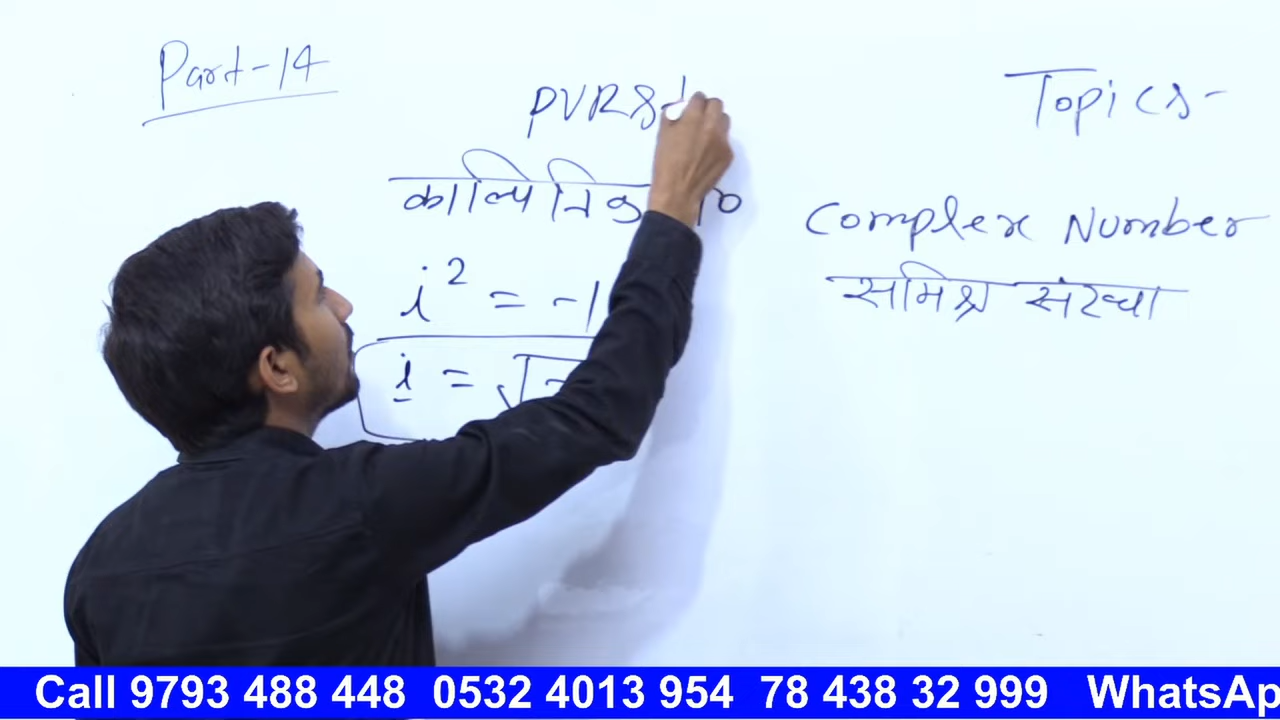 Part-14
Topics-
काल्पिनिक
Complex Number
समिश्र संख्या
i² = -1
i = √-
Call 9793 488 448 0532 4013 954 78 438 32 999 WhatsAp